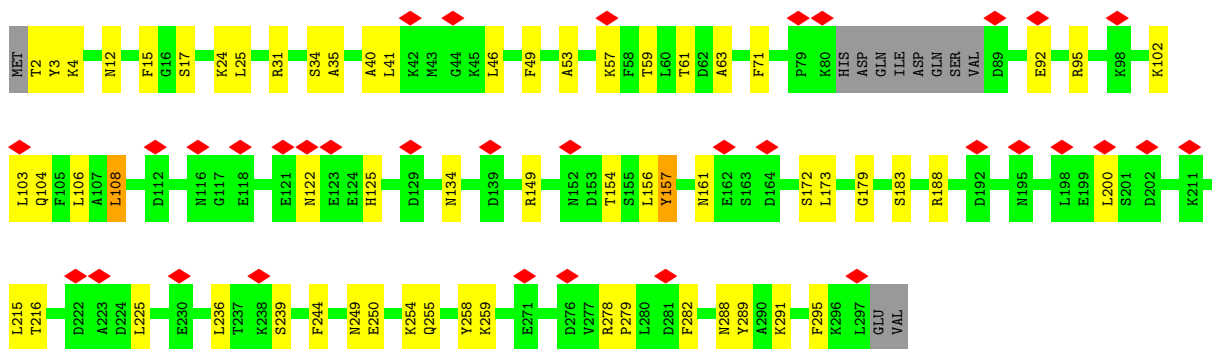 MET T2 Y3 K4 N12 F15 G16 S17 K24 L25 R31 S34 A35 A40 L41 K42 M43 G44 K45 L46 F49 A53 K57 F58 T59 L60 T61 D62 A63 F71 P79 K80 HIS ASP GLN ILE ASP GLN SER VAL D89 E92 R95 K98 K102
L103 Q104 F105 L106 A107 L108 D112 N116 G117 E118 E121 N122 E123 E124 H125 D129 N134 D139 R149 N152 D153 T154 S155 L156 Y157 N161 E162 S163 D164 S172 L173 G179 S183 R188 D192 N195 L198 E199 L200 S201 D202 K211
L215 T216 D222 A223 D224 L225 E230 L236 T237 K238 S239 F244 N249 E250 K254 Q255 Y258 K259 E271 D276 V277 R278 P279 L280 D281 F282 N288 Y289 A290 K291 F295 K296 L297 GLU VAL